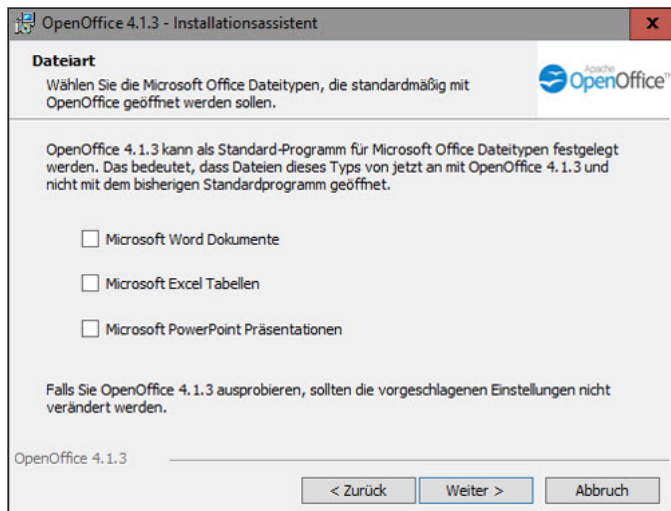 OpenOffice 4.1.3 - Installationsassistent
x
Dateiart
Wählen Sie die Microsoft Office Dateitypen, die standardmäßig mit
OpenOffice geöffnet werden sollen.
Apache
OpenOffice™
OpenOffice 4.1.3 kann als Standard-Programm für Microsoft Office Dateitypen festgelegt
werden. Das bedeutet, dass Dateien dieses Typs von jetzt an mit OpenOffice 4.1.3 und
nicht mit dem bisherigen Standardprogramm geöffnet.
Microsoft Word Dokumente
Microsoft Excel Tabellen
Microsoft PowerPoint Präsentationen
Falls Sie OpenOffice 4.1.3 ausprobieren, sollten die vorgeschlagenen Einstellungen nicht
verändert werden.
OpenOffice 4.1.3
< Zurück
Weiter >
Abbruch